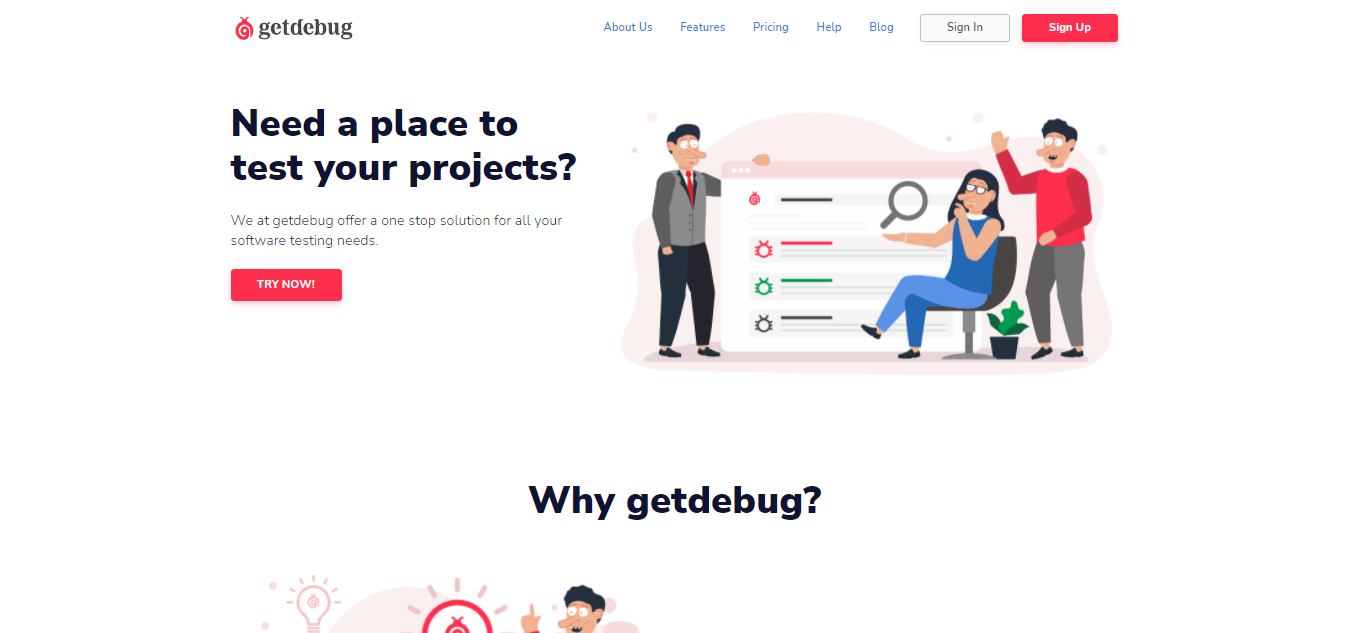 getdebug
About Us
Features
Pricing
Help
Blog
Sign In
Sign Up
Need a place to
test your projects?
We at getdebug offer a one stop solution for all your
software testing needs.
TRY NOW!
Why getdebug?